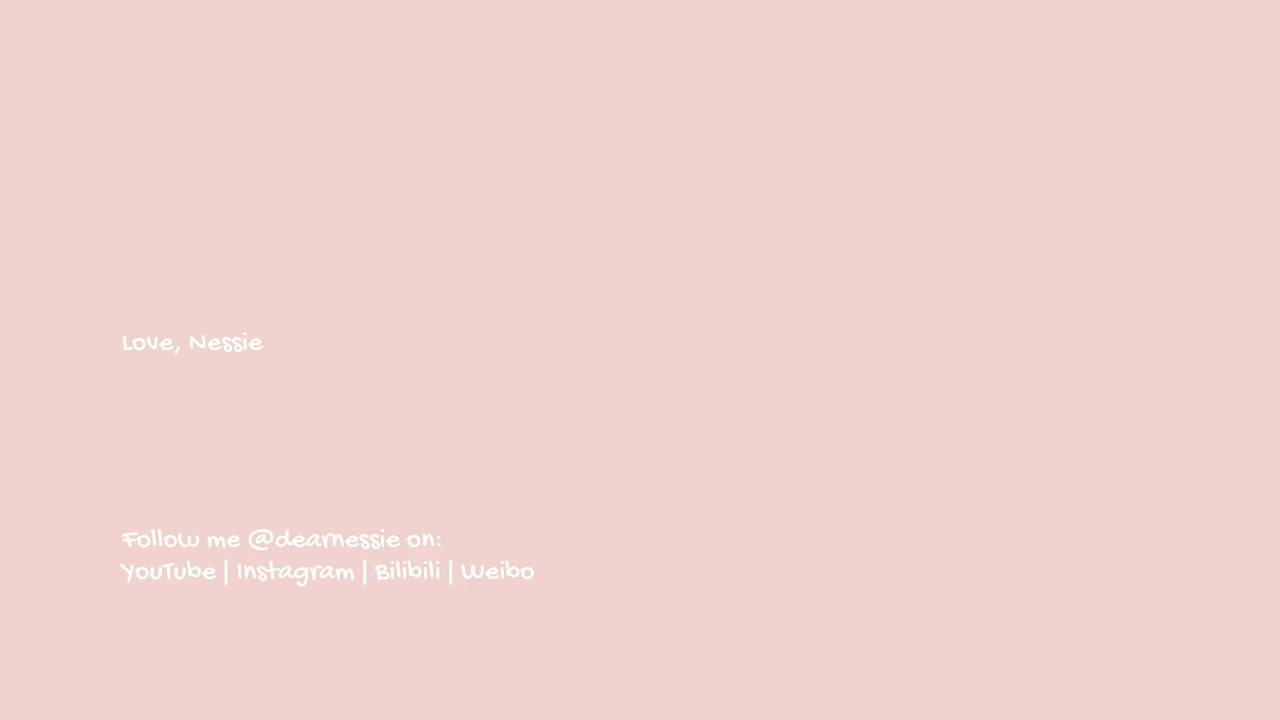 Love, Nessie
Follow me @dearnessie on:
YouTube | Instagram | Bilibili | Weibo